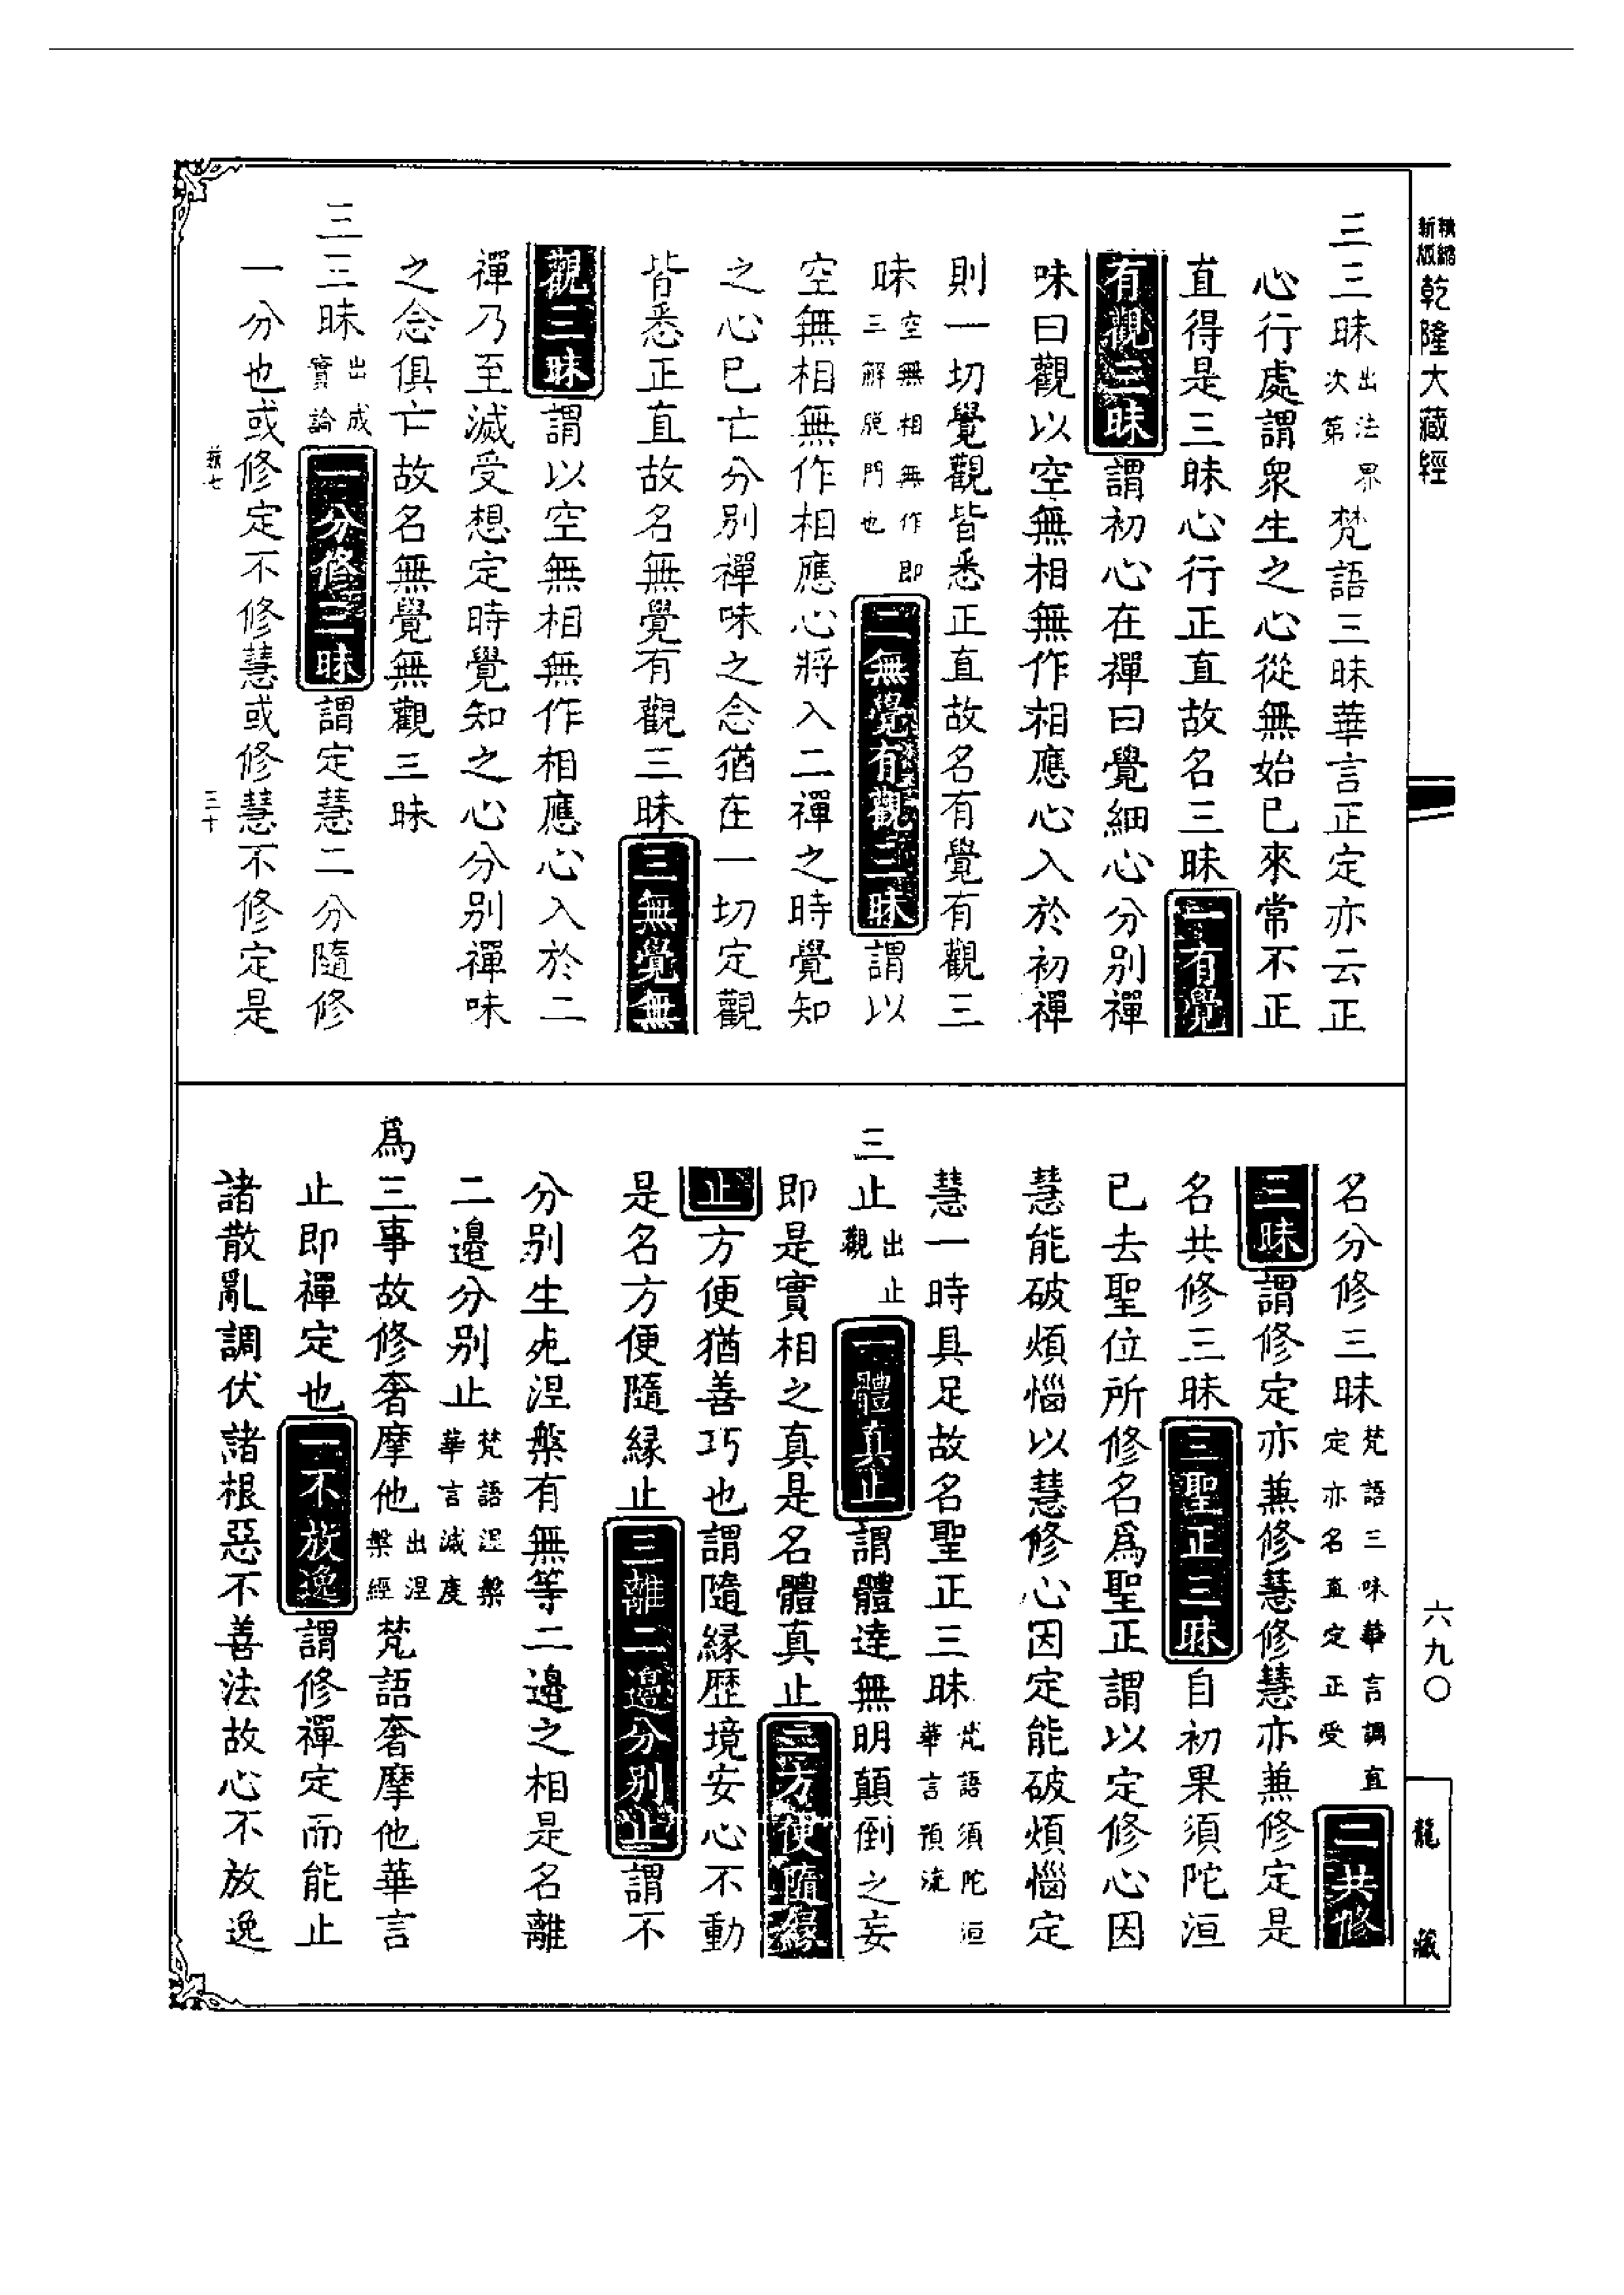 精縮新版乾隆大藏經
三三昧出法界次第梵語三昧華言正定亦云正
心行處謂衆生之心從無始已來常不正
直得是三昧心行正直故名三昧一有覺
有觀三昧謂初心在禪曰覺細心分別禪
味曰觀以空無相無作相應心入於初禪
則一切覺觀皆悉正直故名有覺有觀三
昧空無相無作即三解脫門也二無覺有觀三昧謂以
空無相無作相應心將入二禪之時覺知
之心已亡分別禪味之念猶在一切定觀
皆悉正直故名無覺有觀三昧三無覺無
觀三昧謂以空無相無作相應心入於二
禪乃至滅受想定時覺知之心分別禪味
之念俱亡故名無覺無觀三昧
三三昧出成實論一分修三昧謂定慧二分隨修
一分也或修定不修慧或修慧不修定是
三十
名分修三昧梵語三昧華言調直定亦名直定正受二共修
三昧謂修定亦兼修慧修慧亦兼修定是
名共修三昧三聖正三昧自初果須陀洹
已去聖位所修名爲聖正謂以定修心因
慧能破煩惱以慧修心因定能破煩惱定
慧一時具足故名聖正三昧梵語須陀洹華言預流
三止出止觀一體真止謂體達無明顛倒之妄
即是實相之真是名體真止二方便隨緣
止方便猶善巧也謂隨緣歷境安心不動
是名方便隨緣止三離二邊分別止謂不
分別生死涅槃有無等二邊之相是名離
二邊分別止梵語涅槃華言滅度
爲三事故修奢摩他出涅槃經梵語奢摩他華言
止即禪定也一不放逸謂修禪定而能止
諸散亂調伏諸根惡不善法故心不放逸
六九〇
龍藏